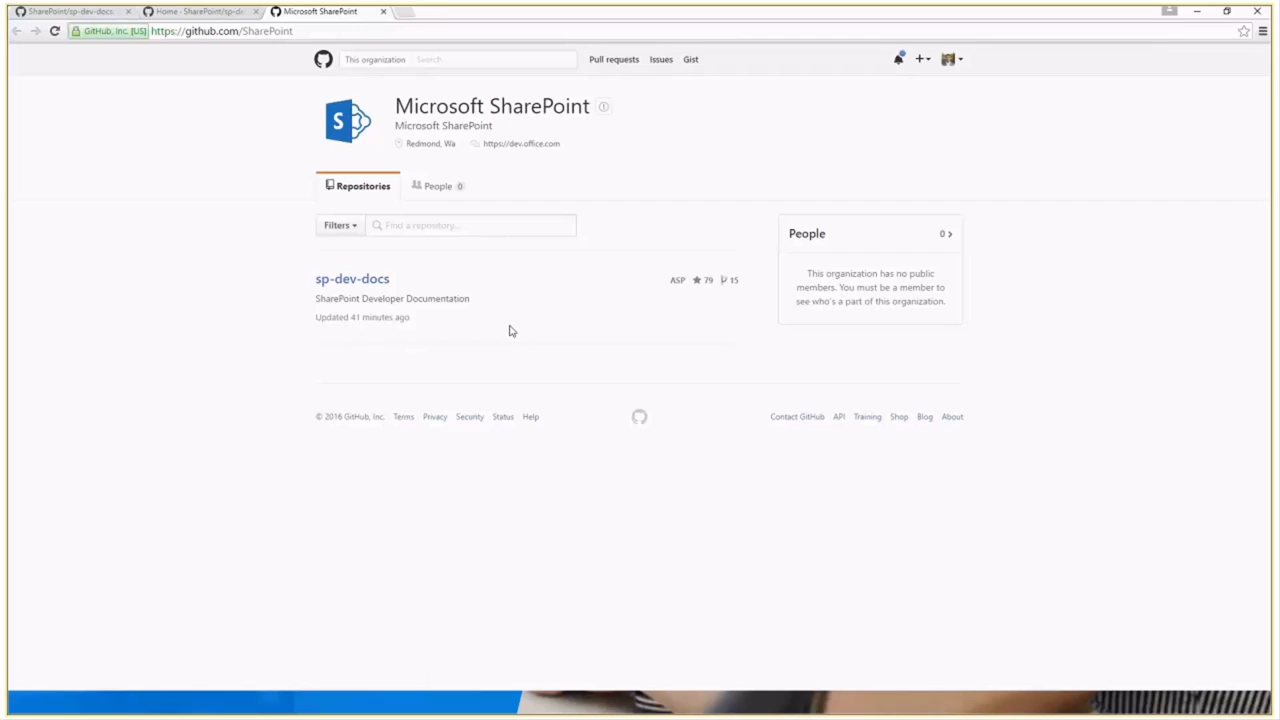 SharePoint/sp-dev-docs
Home · SharePoint/sp-d
Microsoft SharePoint
GitHub, Inc. [US]
https://github.com/SharePoint
This organization
Search
Pull requests
Issues
Gist
Microsoft SharePoint
Microsoft SharePoint
Redmond, Wa
https://dev.office.com
Repositories
People 0
Filters
Find a repository...
People
0
sp-dev-docs
ASP
79
15
SharePoint Developer Documentation
Updated 41 minutes ago
This organization has no public
members. You must be a member to
see who's a part of this organization.
© 2016 GitHub, Inc.
Terms
Privacy
Security
Status
Help
Contact GitHub
API
Training
Shop
Blog
About
S